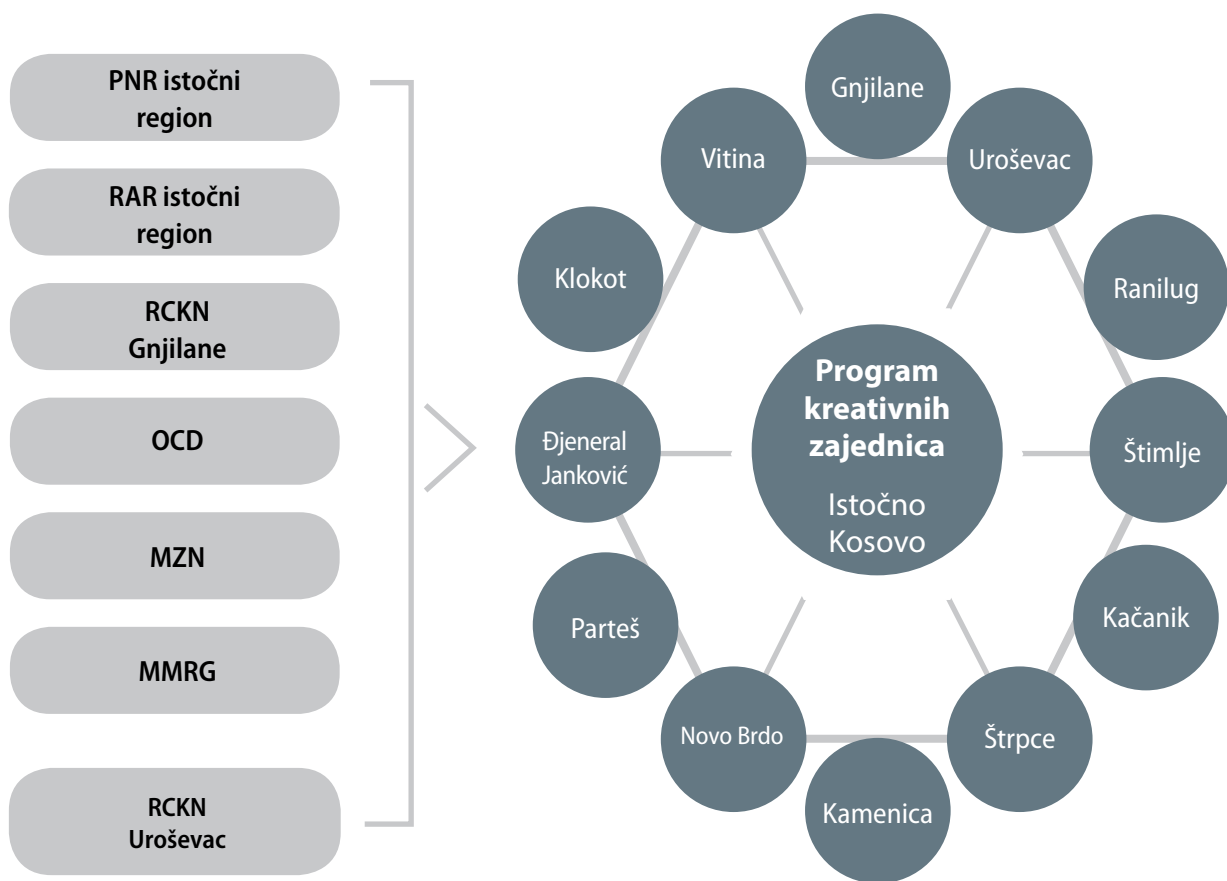 PNR istočni
region
RAR istočni
region
RCKN
Gnjilane
OCD
MZN
MMRG
RCKN
Uroševac
Gnjilane
Vitina
Uroševac
Klokot
Ranilug
Program
kreativnih
zajednica
Istočno
Kosovo
Đjeneral
Janković
Štimlje
Parteš
Kačanik
Novo Brdo
Štrpce
Kamenica